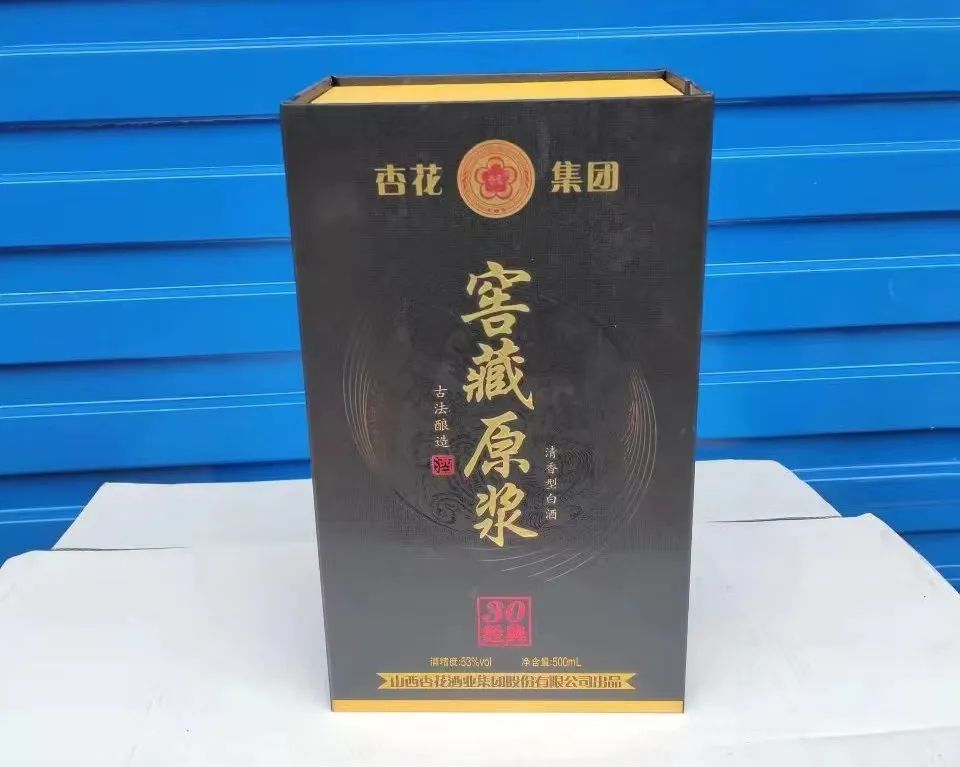 杏花 集团
窖藏原浆
古法酿造
酒
清香型白酒
30
经典
酒精度:53%vol 净含量:500mL
山西杏花酒业集团股份有限公司出品